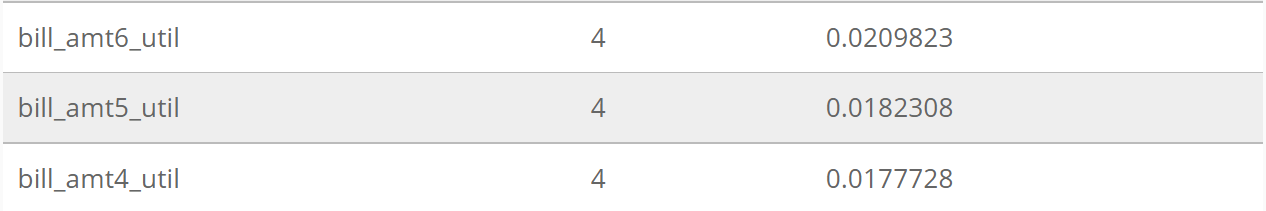 bill_amt6_util 4 0.0209823
bill_amt5_util 4 0.0182308
bill_amt4_util 4 0.0177728